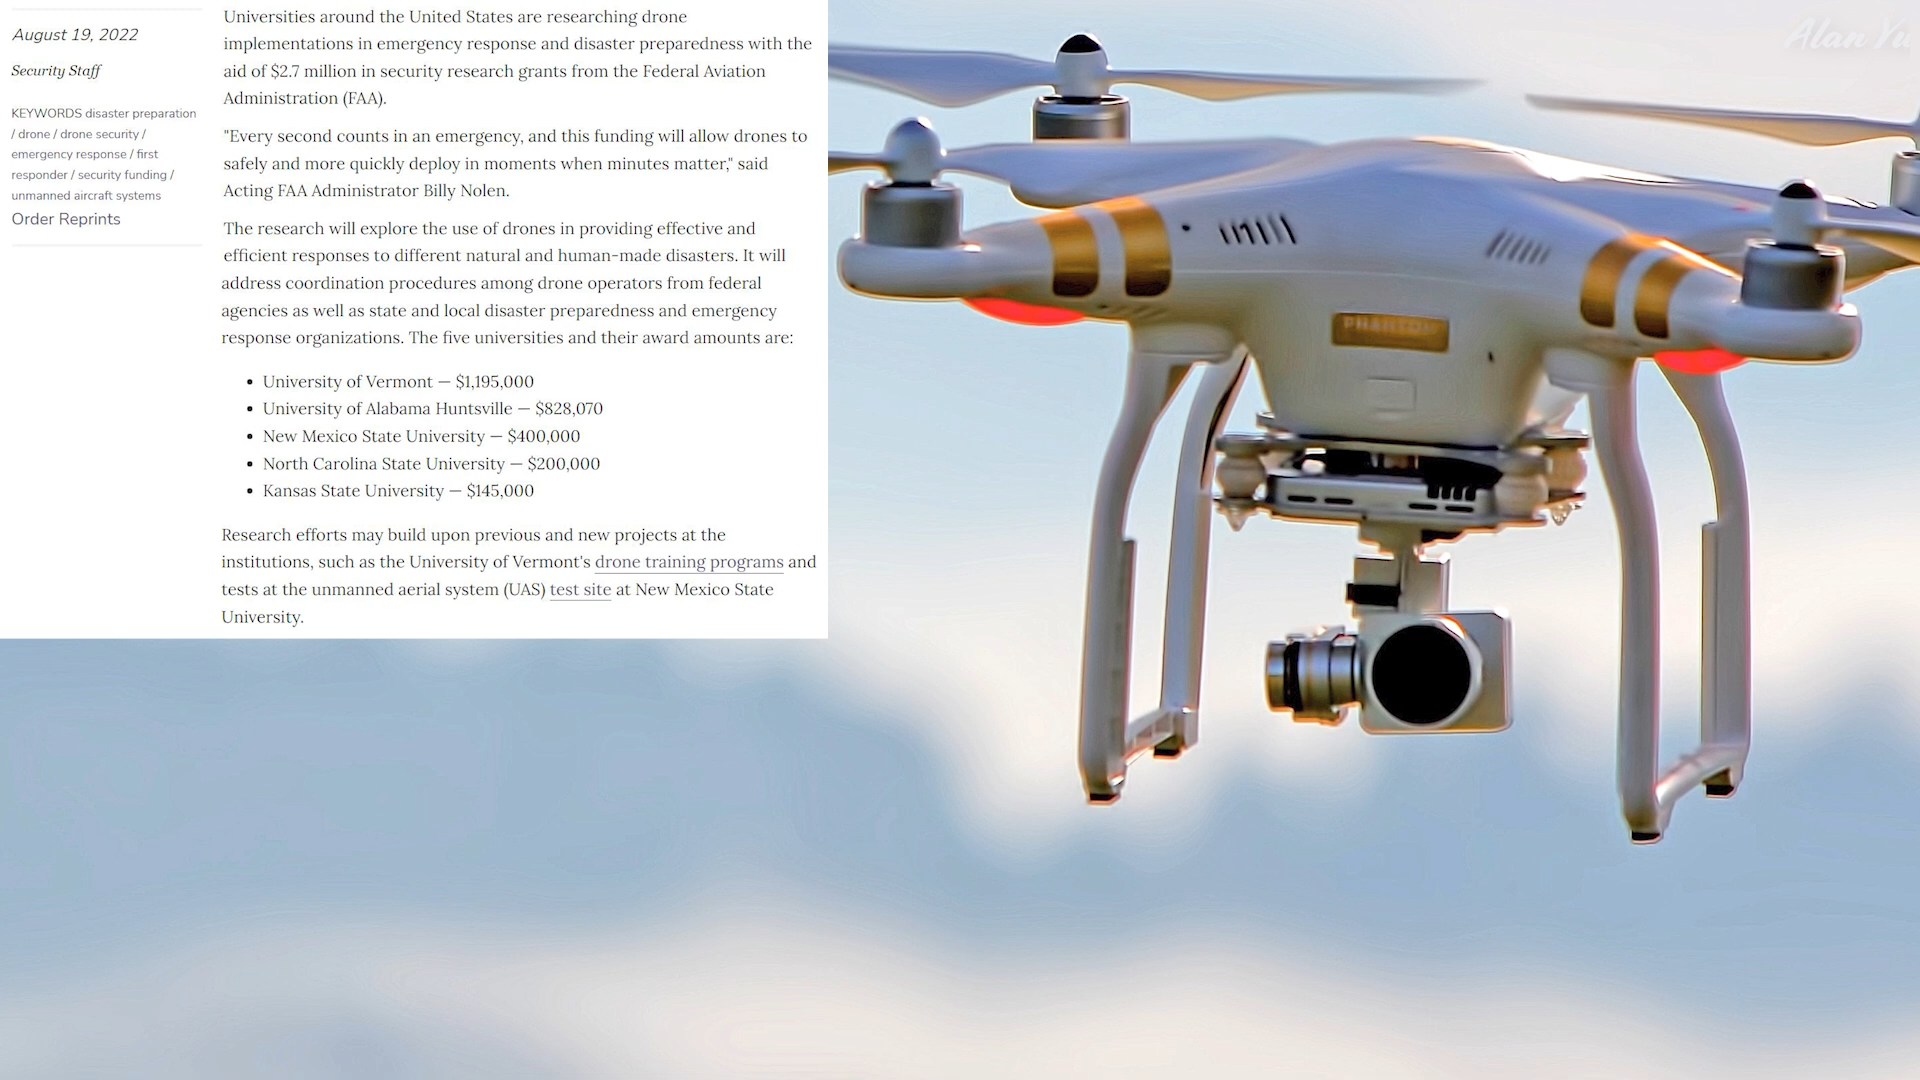 August 19, 2022
Security Staff
KEYWORDS disaster preparation
/ drone / drone security /
emergency response / first
responder / security funding /
unmanned aircraft systems
Order Reprints
Universities around the United States are researching drone
implementations in emergency response and disaster preparedness with the
aid of $2.7 million in security research grants from the Federal Aviation
Administration (FAA).
"Every second counts in an emergency, and this funding will allow drones to
safely and more quickly deploy in moments when minutes matter," said
Acting FAA Administrator Billy Nolen.
The research will explore the use of drones in providing effective and
efficient responses to different natural and human-made disasters. It will
address coordination procedures among drone operators from federal
agencies as well as state and local disaster preparedness and emergency
response organizations. The five universities and their award amounts are:
• University of Vermont — $1,195,000
• University of Alabama Huntsville — $828,070
• New Mexico State University — $400,000
• North Carolina State University — $200,000
• Kansas State University — $145,000
Research efforts may build upon previous and new projects at the
institutions, such as the University of Vermont's drone training programs and
tests at the unmanned aerial system (UAS) test site at New Mexico State
University.
Alan Yu
PHANTOM